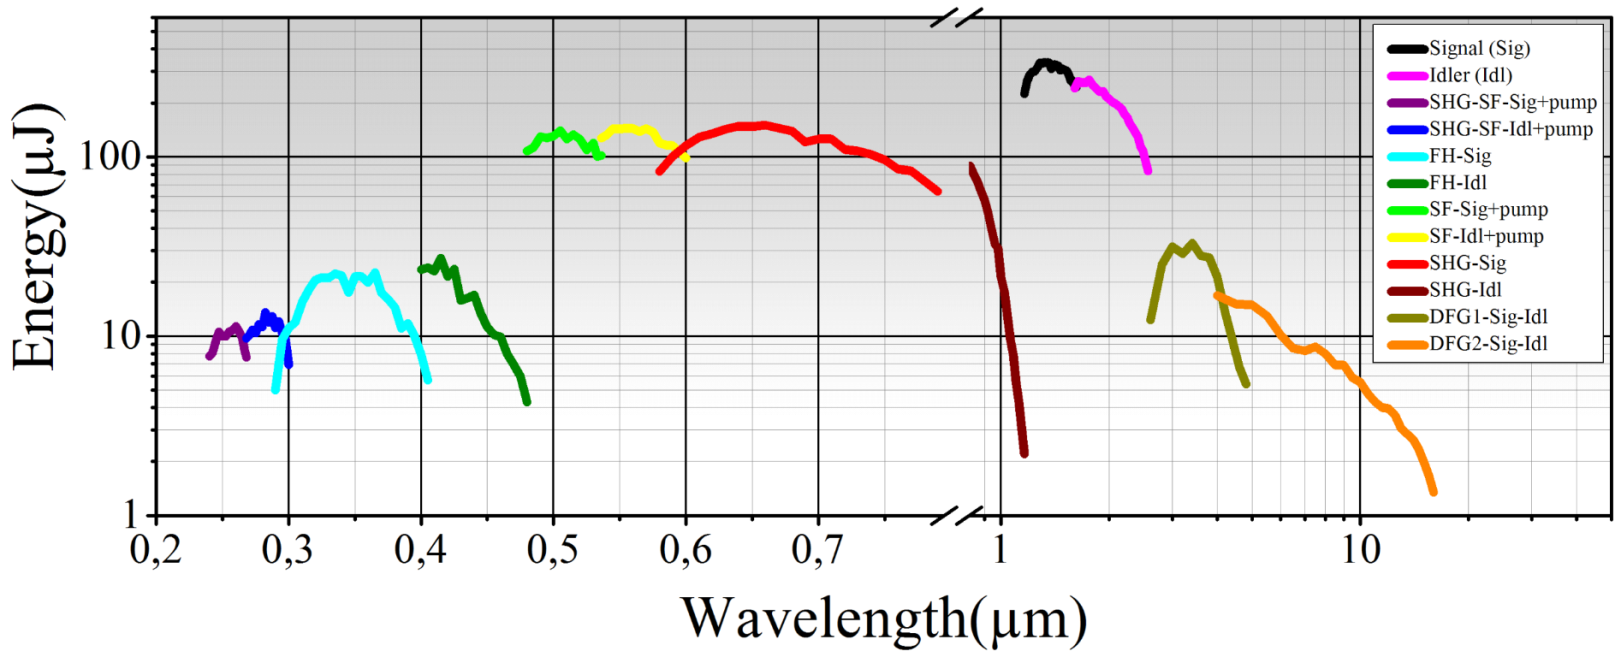 Energy(µJ)
100
10
1
0,2
0,3
0,4
0,5
0,6
0,7
1
10
Wavelength(µm)
Signal (Sig)
Idler (Idl)
SHG-SF-Sig+pump
SHG-SF-Idl+pump
FH-Sig
FH-Idl
SF-Sig+pump
SF-Idl+pump
SHG-Sig
SHG-Idl
DFG1-Sig-Idl
DFG2-Sig-Idl